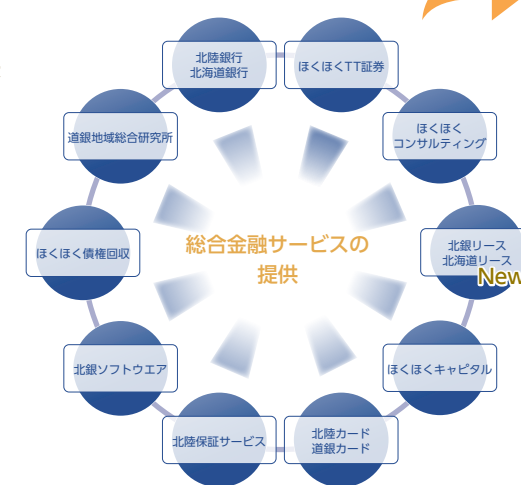 北陸銀行
北海道銀行
ほくほくTT証券
ほくほく
コンサルティング
北銀リース
北海道リース
New
ほくほくキャピタル
北陸カード
道銀カード
北陸保証サービス
北銀ソフトウエア
ほくほく債権回収
道銀地域総合研究所
総合金融サービスの
提供